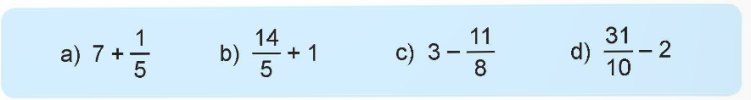 a) 7 + 1/5 b) 14/5 + 1 c) 3 − 11/8 d) 31/10 − 2